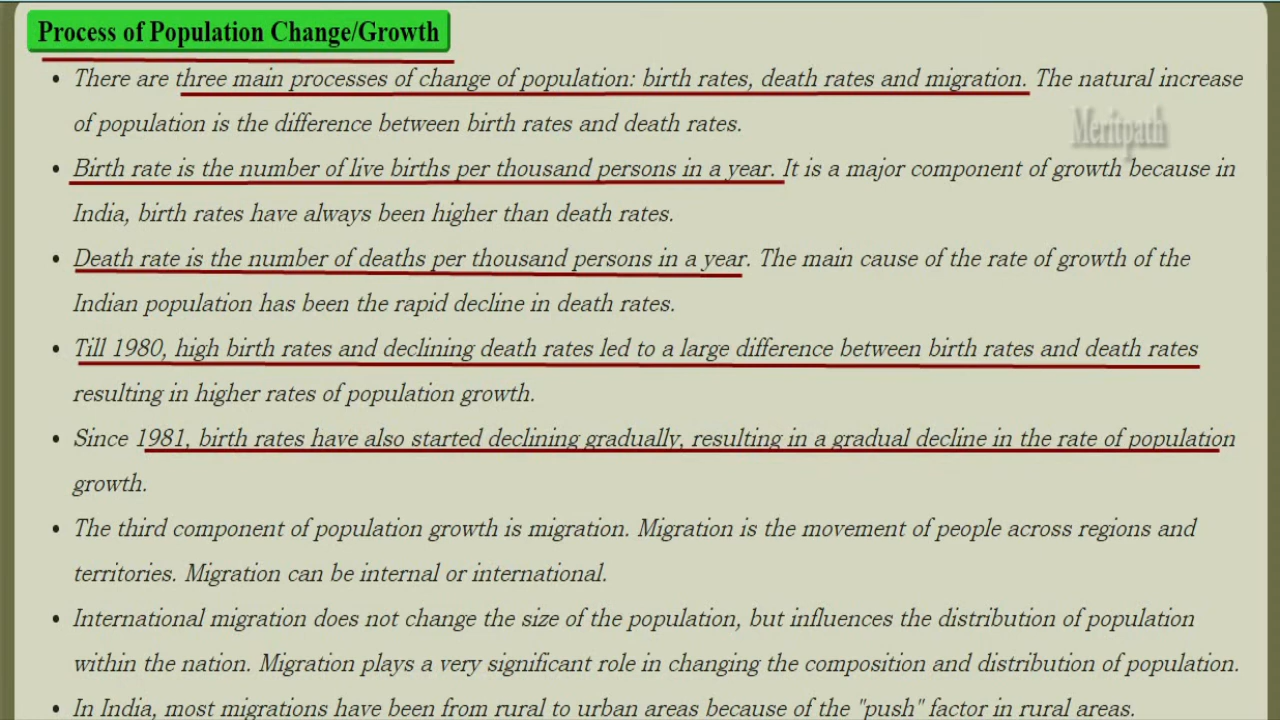 Process of Population Change/Growth
• There are three main processes of change of population: birth rates, death rates and migration. The natural increase
of population is the difference between birth rates and death rates.
Meritpath
• Birth rate is the number of live births per thousand persons in a year. It is a major component of growth because in
India, birth rates have always been higher than death rates.
• Death rate is the number of deaths per thousand persons in a year. The main cause of the rate of growth of the
Indian population has been the rapid decline in death rates.
• Till 1980, high birth rates and declining death rates led to a large difference between birth rates and death rates
resulting in higher rates of population growth.
• Since 1981, birth rates have also started declining gradually, resulting in a gradual decline in the rate of population
growth.
• The third component of population growth is migration. Migration is the movement of people across regions and
territories. Migration can be internal or international.
• International migration does not change the size of the population, but influences the distribution of population
within the nation. Migration plays a very significant role in changing the composition and distribution of population.
• In India, most migrations have been from rural to urban areas because of the "push" factor in rural areas.